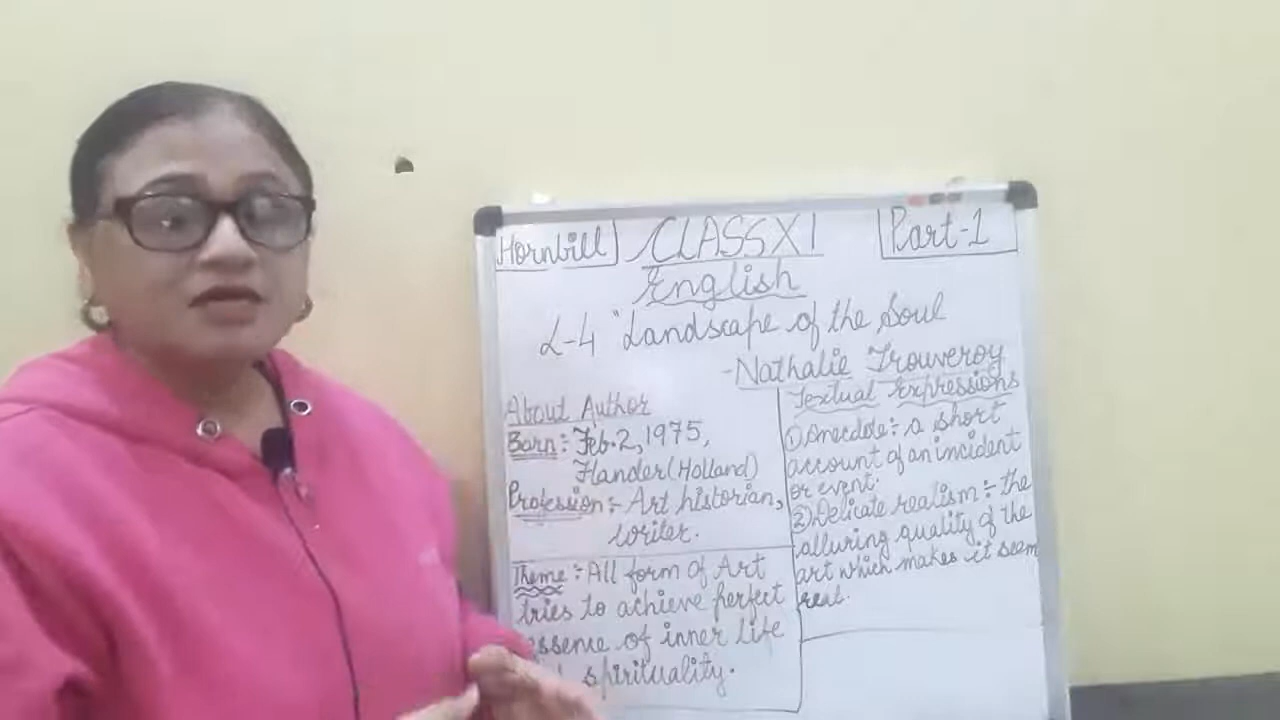 Hornbill CLASS XI Part-1
English
L-4 "Landscape of the Soul
-Nathalie Trouveroy
About Author
Born:- Feb. 2, 1975,
Flander (Holland)
Profession:- Art historian,
writer.
Theme:- All form of Art
tries to achieve perfect
essence of inner life
spirituality.
Textual Expressions
1) Anecdote:- a short
account of an incident
or event.
2) Delicate realism:- the
alluring quality of the
art which makes it seem
real.